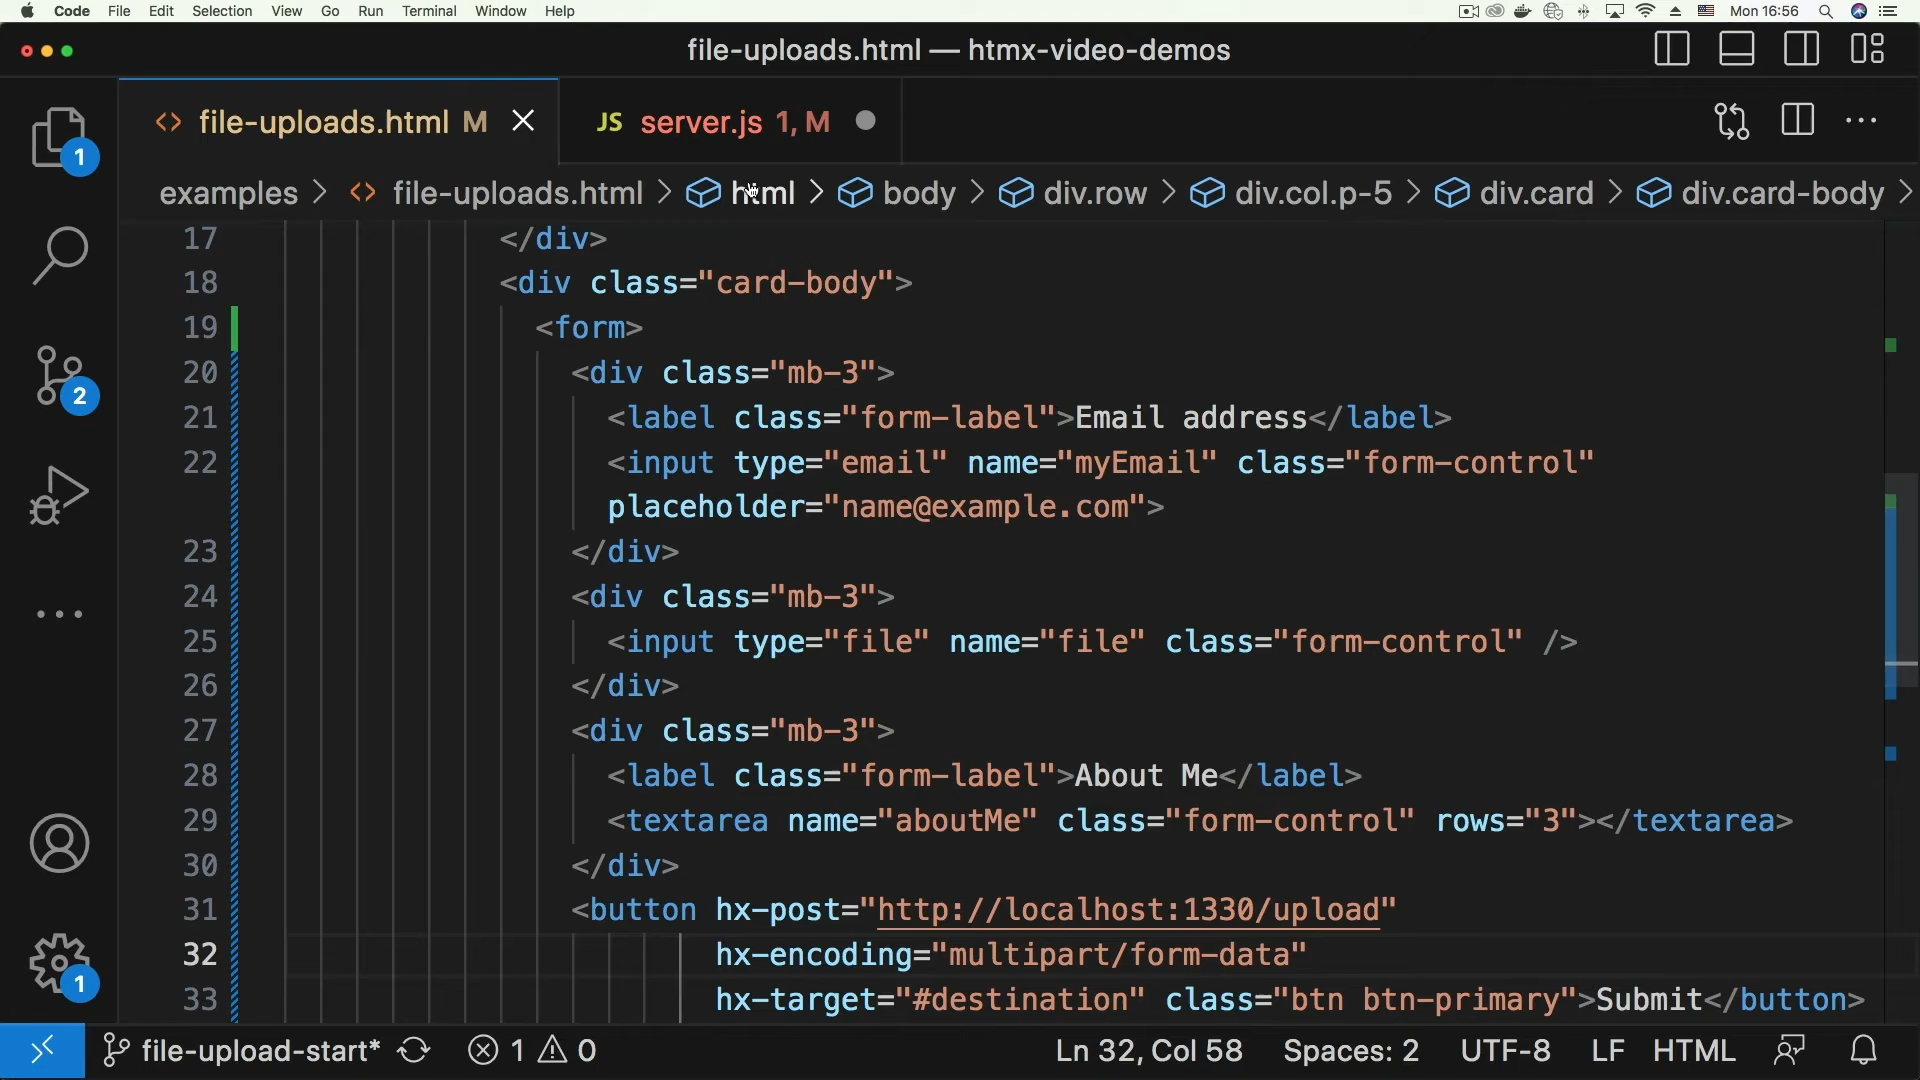 Code File Edit Selection View Go Run Terminal Window Help Mon 16:56
file-uploads.html — htmx-video-demos
<> file-uploads.html M JS server.js 1, M
examples > <> file-uploads.html > html > body > div.row > div.col.p-5 > div.card > div.card-body >
17 </div>
18 <div class="card-body">
19 <form>
20 <div class="mb-3">
21 <label class="form-label">Email address</label>
22 <input type="email" name="myEmail" class="form-control"
placeholder="name@example.com">
23 </div>
24 <div class="mb-3">
25 <input type="file" name="file" class="form-control" />
26 </div>
27 <div class="mb-3">
28 <label class="form-label">About Me</label>
29 <textarea name="aboutMe" class="form-control" rows="3"></textarea>
30 </div>
31 <button hx-post="http://localhost:1330/upload"
32 hx-encoding="multipart/form-data"
33 hx-target="#destination" class="btn btn-primary">Submit</button>
1
2
1
file-upload-start* 1 0 Ln 32, Col 58 Spaces: 2 UTF-8 LF HTML